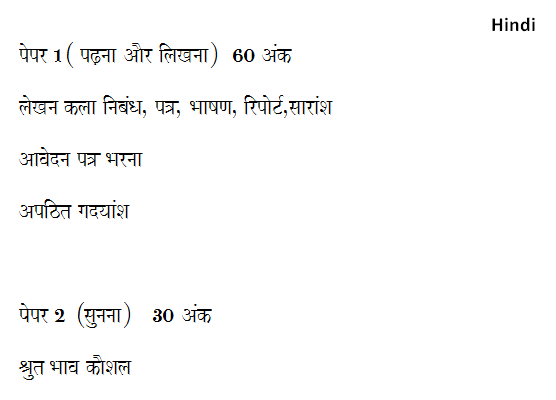 Hindi
पेपर 1( पढ़ना और लिखना) 60 अंक
लेखन कला निबंध, पत्र, भाषण, रिपोर्ट,सारांश
आवेदन पत्र भरना
अपठित गदयांश
पेपर 2 (सुनना) 30 अंक
श्रुत भाव कौशल